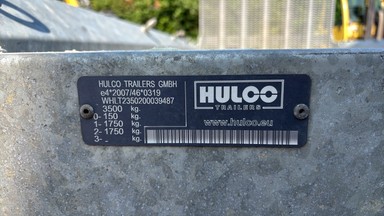 HULCO TRAILERS GMBH
e4*2007/46*0319
WHLT2350200039487
3500 kg.
0-150 kg.
1-1750 kg.
2-1750 kg.
3-. kg.
HULCO
TRAILERS
www.hulco.eu